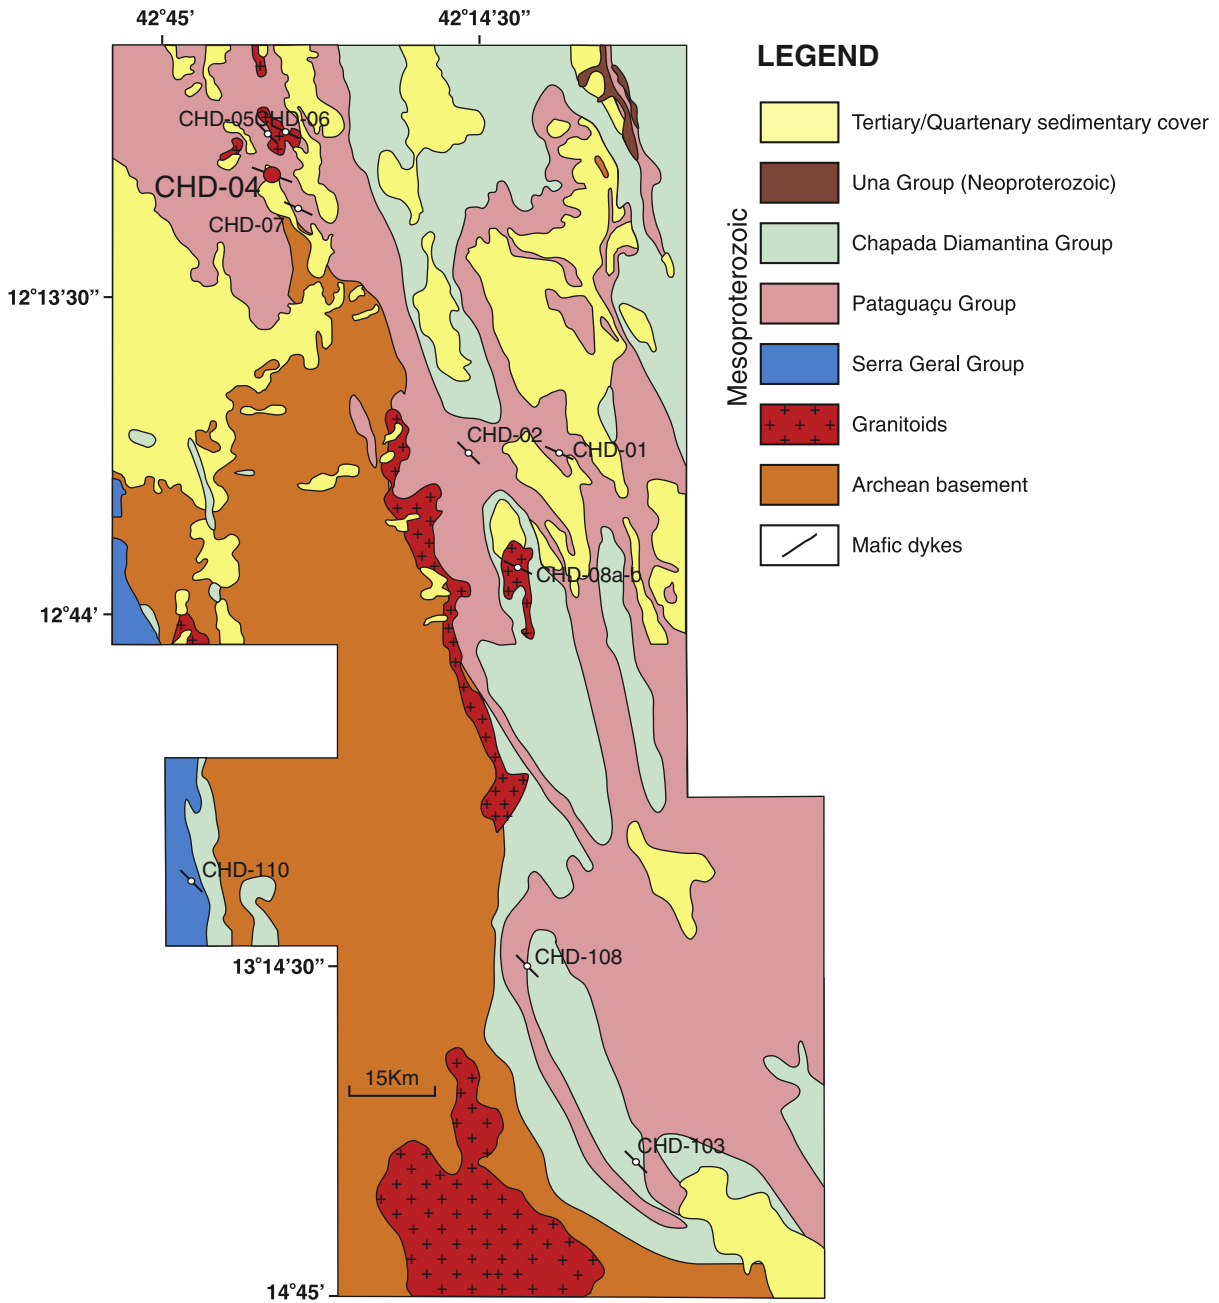 42°45’
42°14’30’’
LEGEND
Tertiary/Quartenary sedimentary cover
Una Group (Neoproterozoic)
Chapada Diamantina Group
Pataguaçu Group
Serra Geral Group
Granitoids
Archean basement
Mafic dykes
Mesoproterozoic
CHD-05
CHD-06
CHD-04
CHD-07
12°13’30’’
CHD-02
CHD-01
CHD-08a-b
12°44’
CHD-110
CHD-108
13°14’30’’
15Km
CHD-103
14°45’